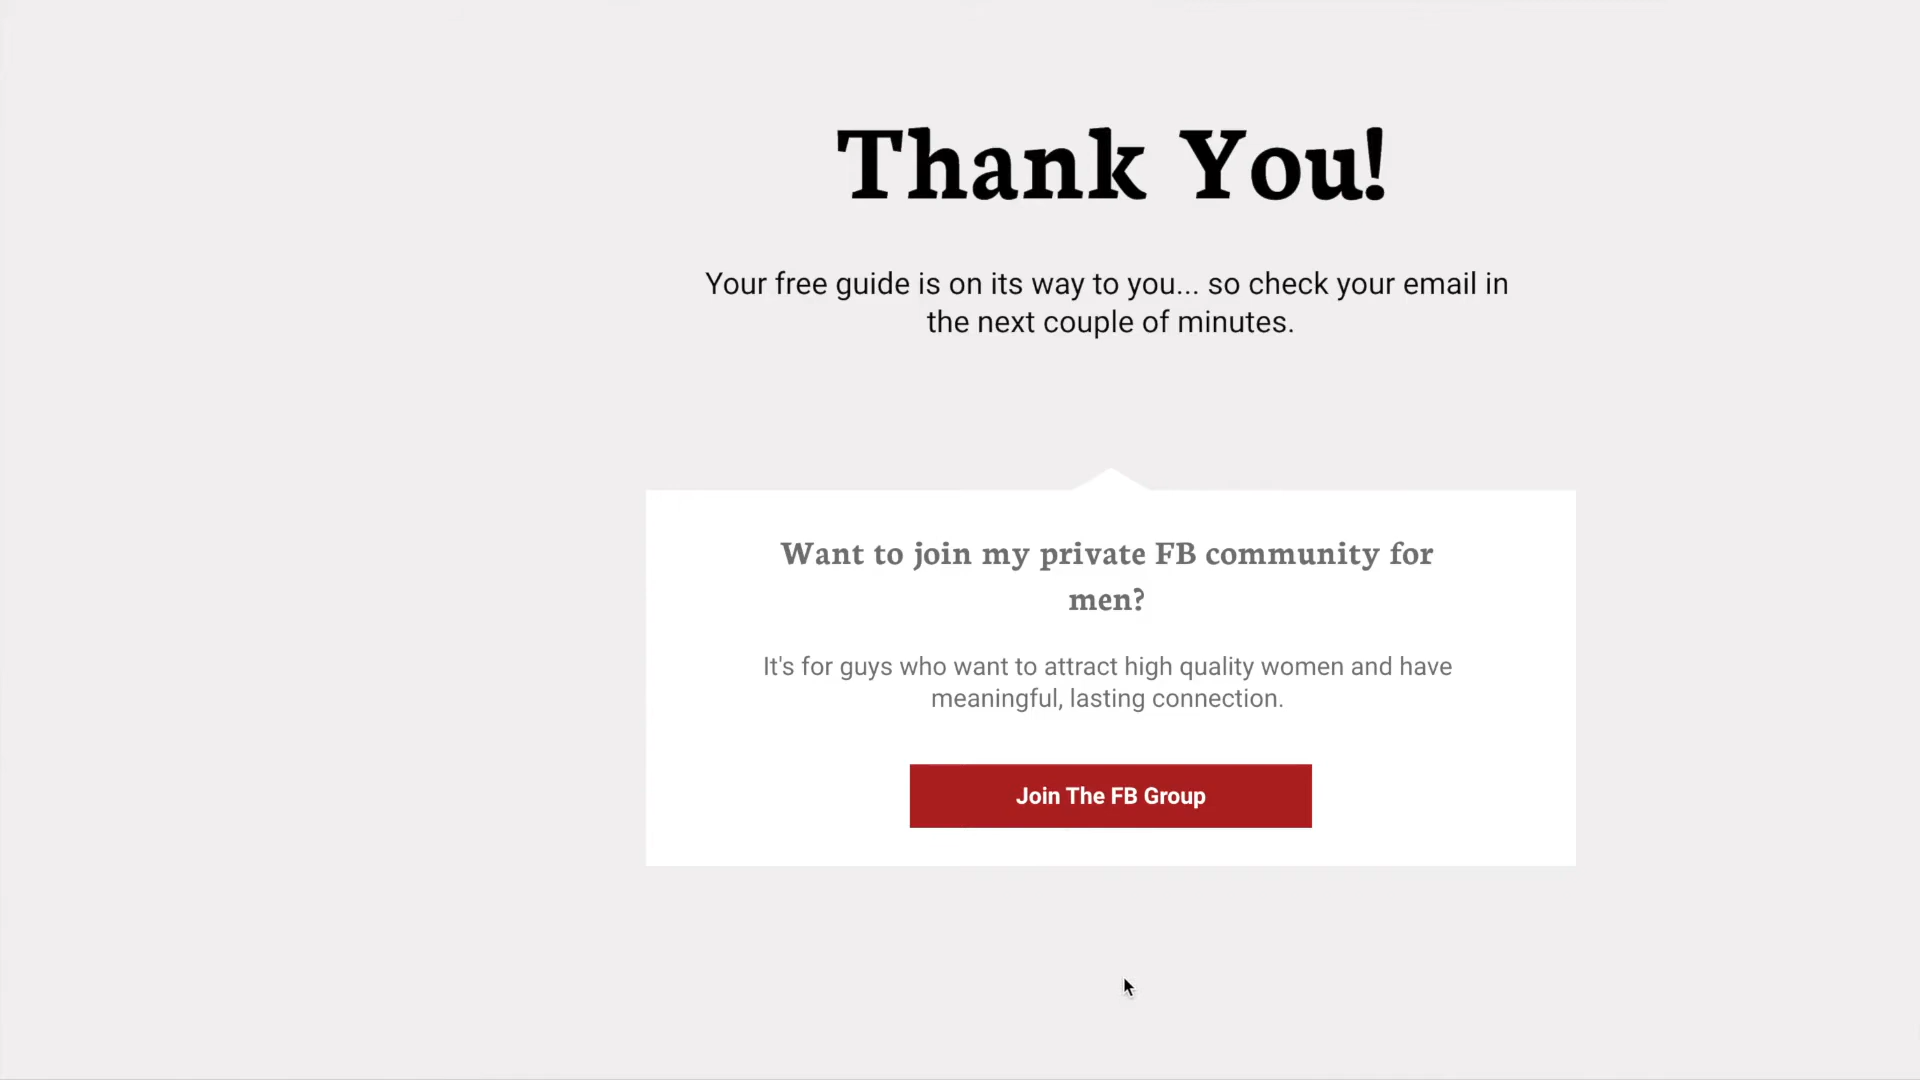 Thank You!
Your free guide is on its way to you... so check your email in
the next couple of minutes.
Want to join my private FB community for
men?
It's for guys who want to attract high quality women and have
meaningful, lasting connection.
Join The FB Group